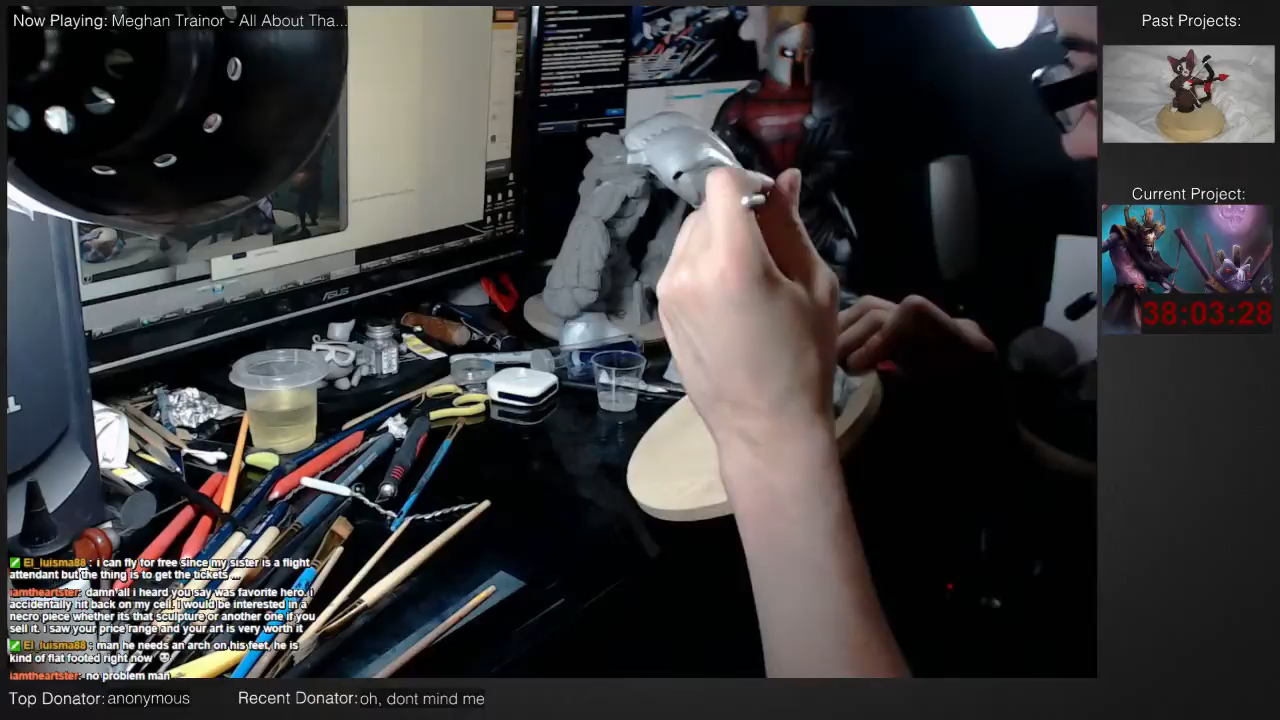 Now Playing: Meghan Trainor - All About Tha...
Past Projects:
Current Project:
38:03:28
ASUS
El_luisma88: i can fly for free since my sister is a flight
attendant but the thing is to get the tickets...
iamtheartster: damn all i heard you say was favorite hero. i
accidentally hit back on my cell. i would be interested in a
necro piece whether its that sculpture or another one if you
sell it. i saw your price range and your art is very worth it
El_luisma88: man he needs an arch on his feet, he is
kind of flat footed right now
iamtheartster: no problem man
Top Donator: anonymous
Recent Donator: oh, dont mind me